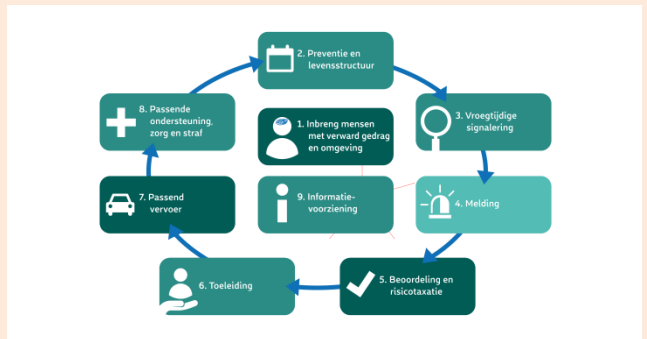 2. Preventie en
levensstructuur
8. Passende
ondersteuning,
zorg en straf
1. Inbreng mensen
met verward gedrag
en omgeving
3. Vroegtijdige
signalering
7. Passend
vervoer
9. Informatie-
voorziening
4. Melding
6. Toeleiding
5. Beoordeling en
risicotaxatie